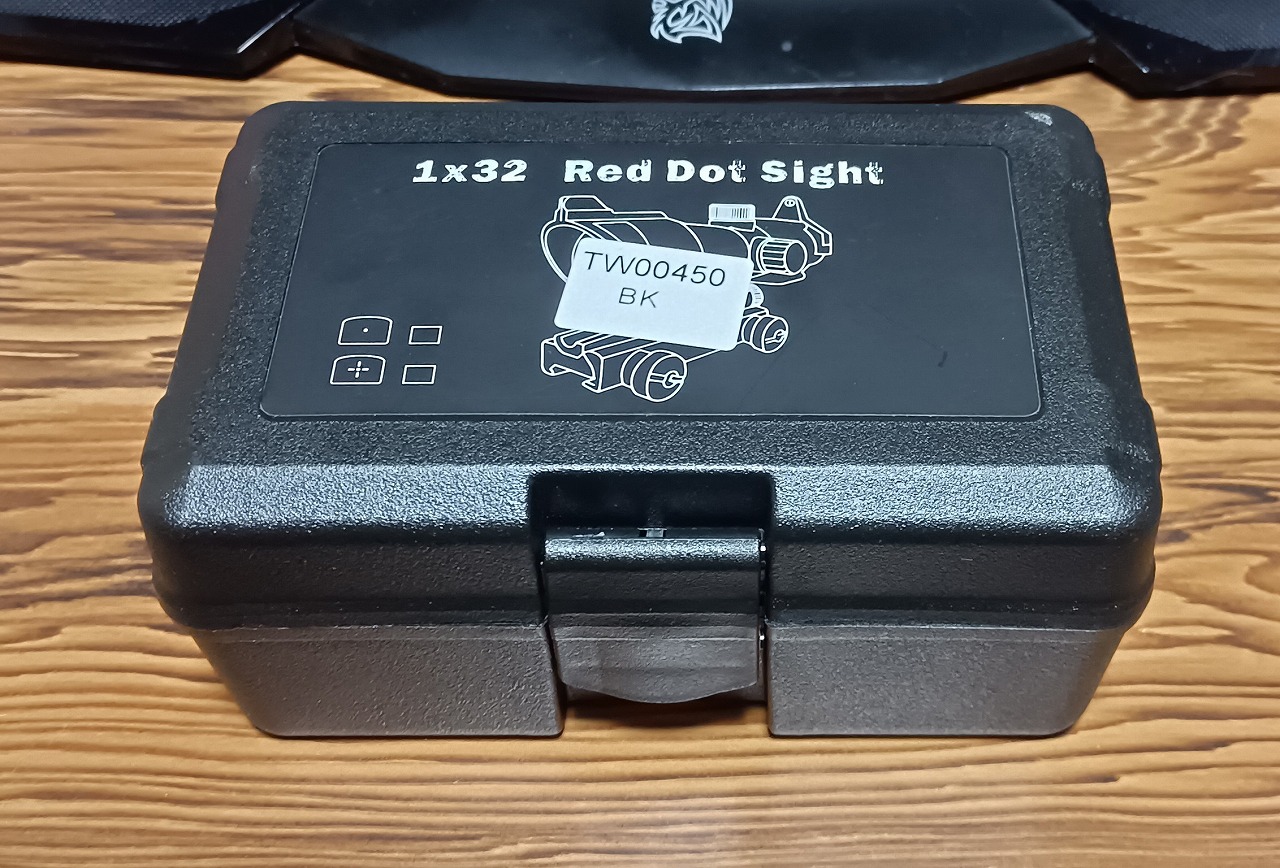 1x32 Red Dot Sight
TW00450
BK